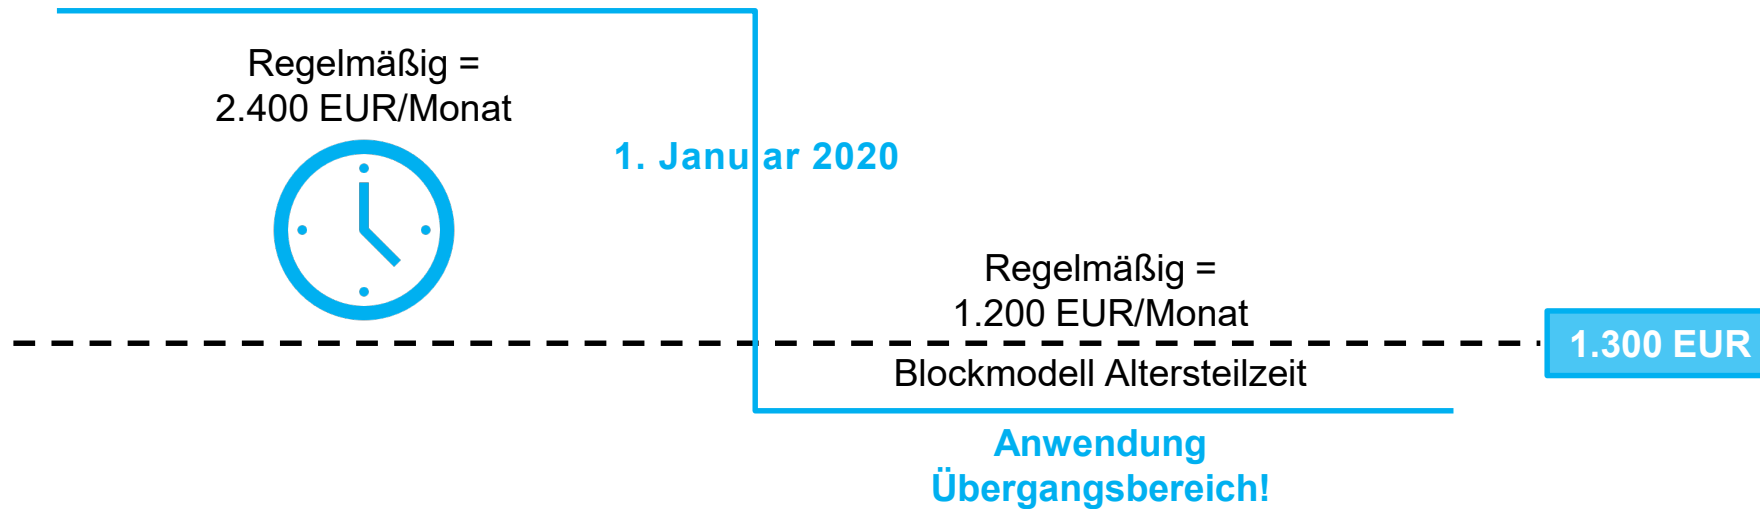 Regelmäßig =
2.400 EUR/Monat
1. Januar 2020
Regelmäßig =
1.200 EUR/Monat
1.300 EUR
Blockmodell Altersteilzeit
Anwendung
Übergangsbereich!